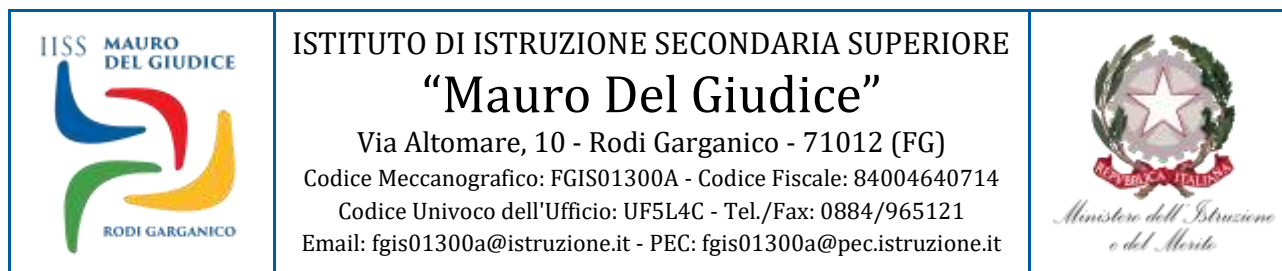 IISS MAURO
DEL GIUDICE
RODI GARGANICO
ISTITUTO DI ISTRUZIONE SECONDARIA SUPERIORE
“Mauro Del Giudice”
Via Altomare, 10 - Rodi Garganico - 71012 (FG)
Codice Meccanografico: FGIS01300A - Codice Fiscale: 84004640714
Codice Univoco dell'Ufficio: UF5L4C - Tel./Fax: 0884/965121
Email: fgis01300a@istruzione.it - PEC: fgis01300a@pec.istruzione.it
REPVBBLICA ITALIANA
Ministero dell'Istruzione
e del Merito